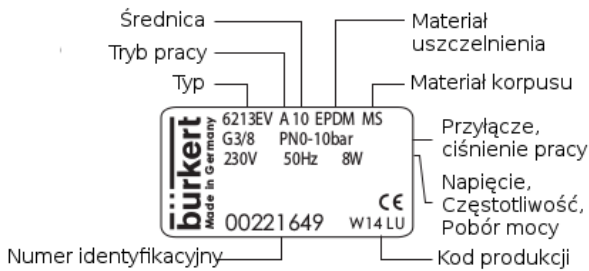 Średnica
Materiał
uszczelnienia
Tryb pracy
Typ
Materiał korpusu
bürkert
Made in Germany
6213EV A 10 EPDM MS
G3/8 PN0-10bar
230V 50Hz 8W
CE
00221649 W14 LU
Przyłącze,
ciśnienie pracy
Napięcie,
Częstotliwość,
Pobór mocy
Numer identyfikacyjny
Kod produkcji